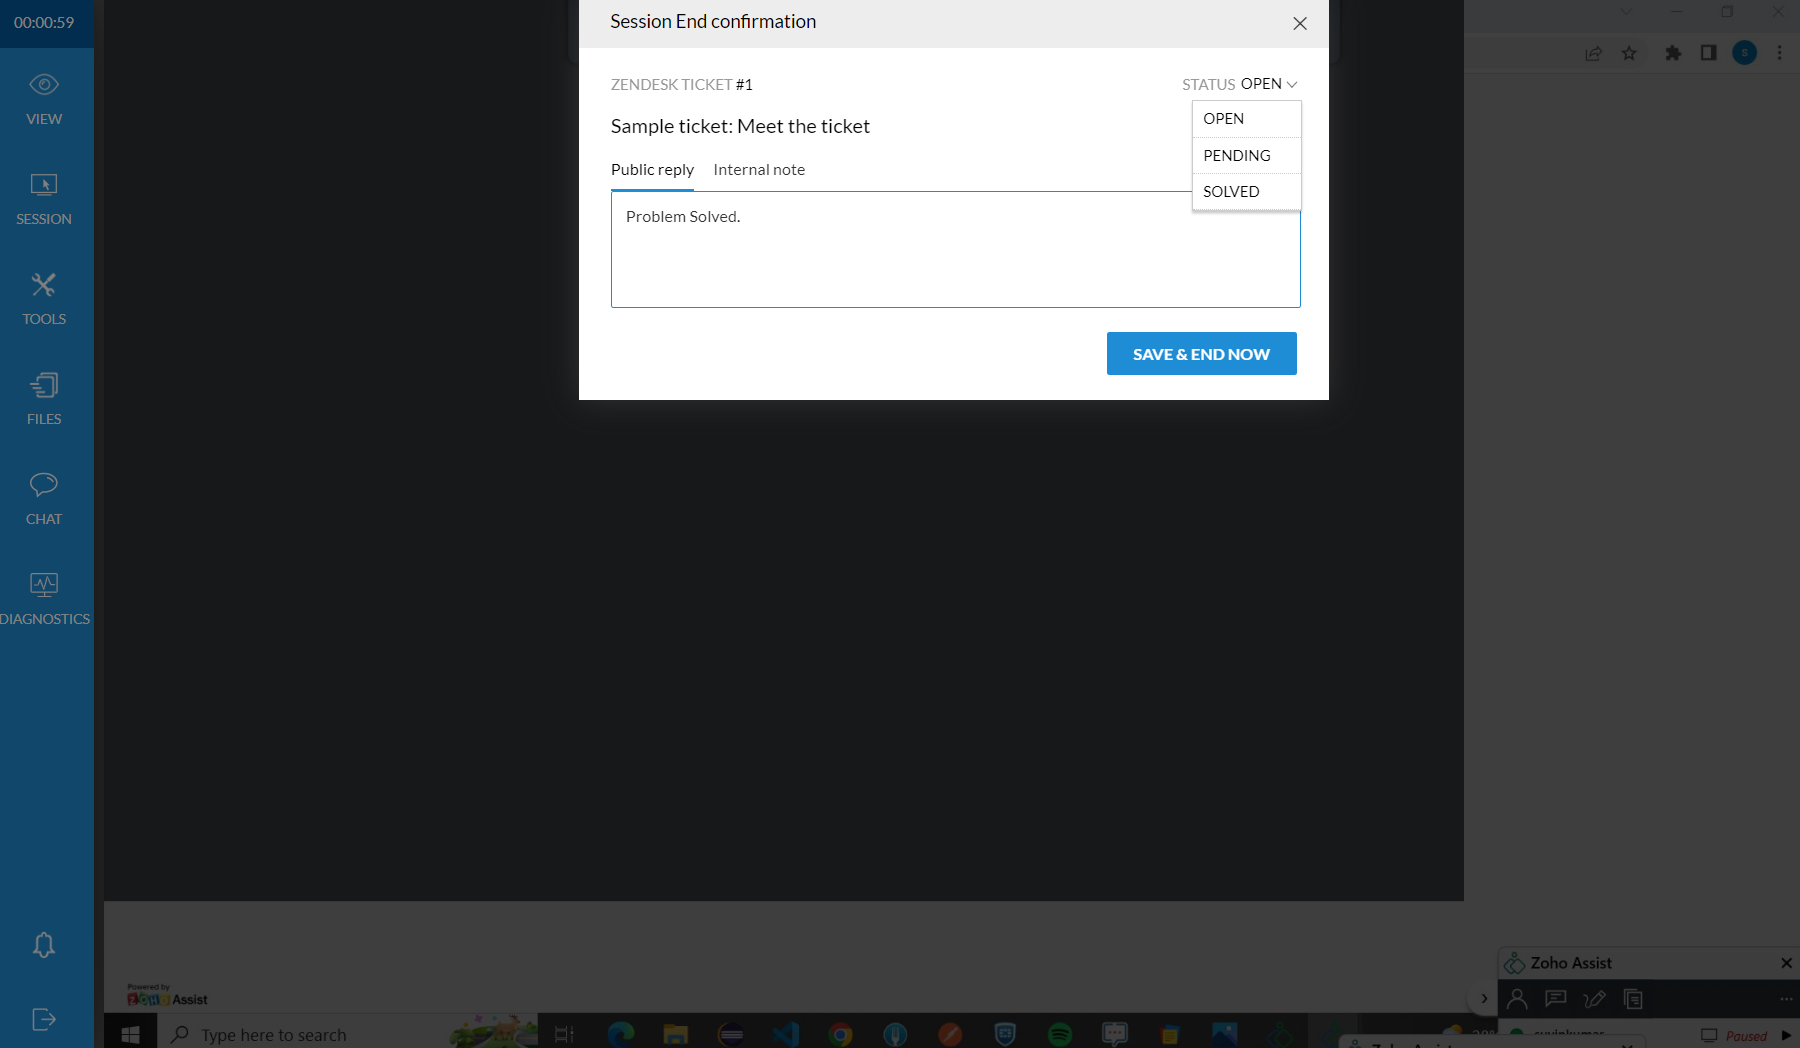 00:00:59
VIEW
SESSION
TOOLS
FILES
CHAT
DIAGNOSTICS
Session End confirmation
ZENDESK TICKET #1
STATUS OPEN
OPEN
PENDING
SOLVED
Sample ticket: Meet the ticket
Public reply Internal note
Problem Solved.
SAVE & END NOW
S
Powered by
ZOHO Assist
Type here to search
Zoho Assist
Paused